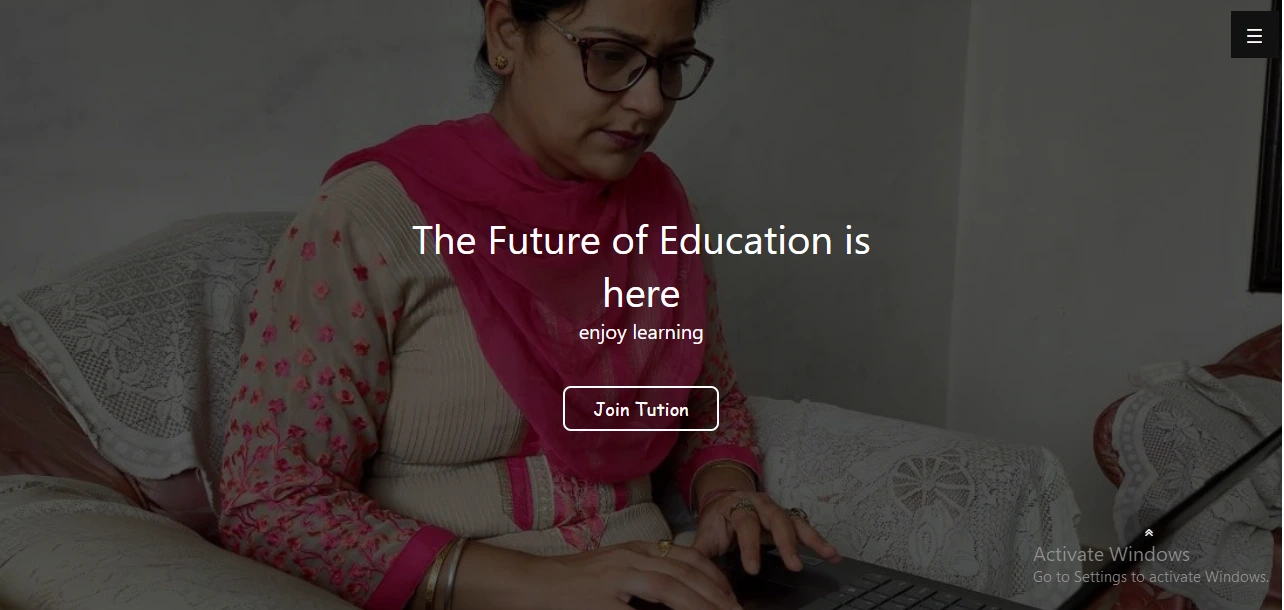 The Future of Education is
here
enjoy learning
Join Tution
Activate Windows
Go to Settings to activate Windows.